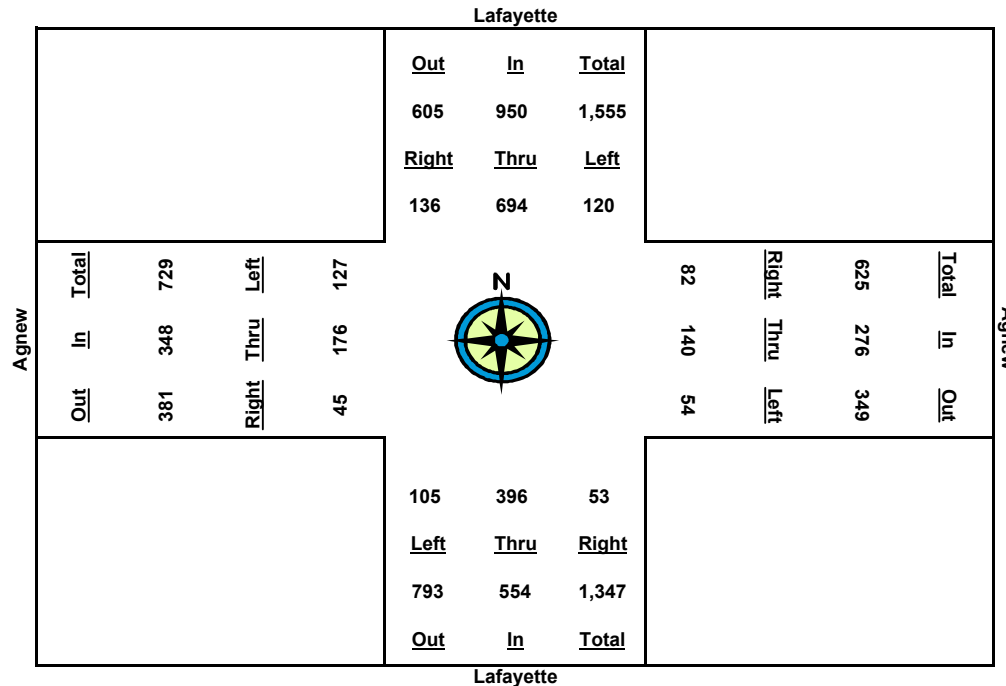 Lafayette
Out In Total
605 950 1,555
Right Thru Left
136 694 120
Agnew
Total 729 Left 127
In 348 Thru 176
Out 381 Right 45
N
82 Right 625 Total
140 Thru 276 In
54 Left 349 Out
Agnew
105 396 53
Left Thru Right
793 554 1,347
Out In Total
Lafayette